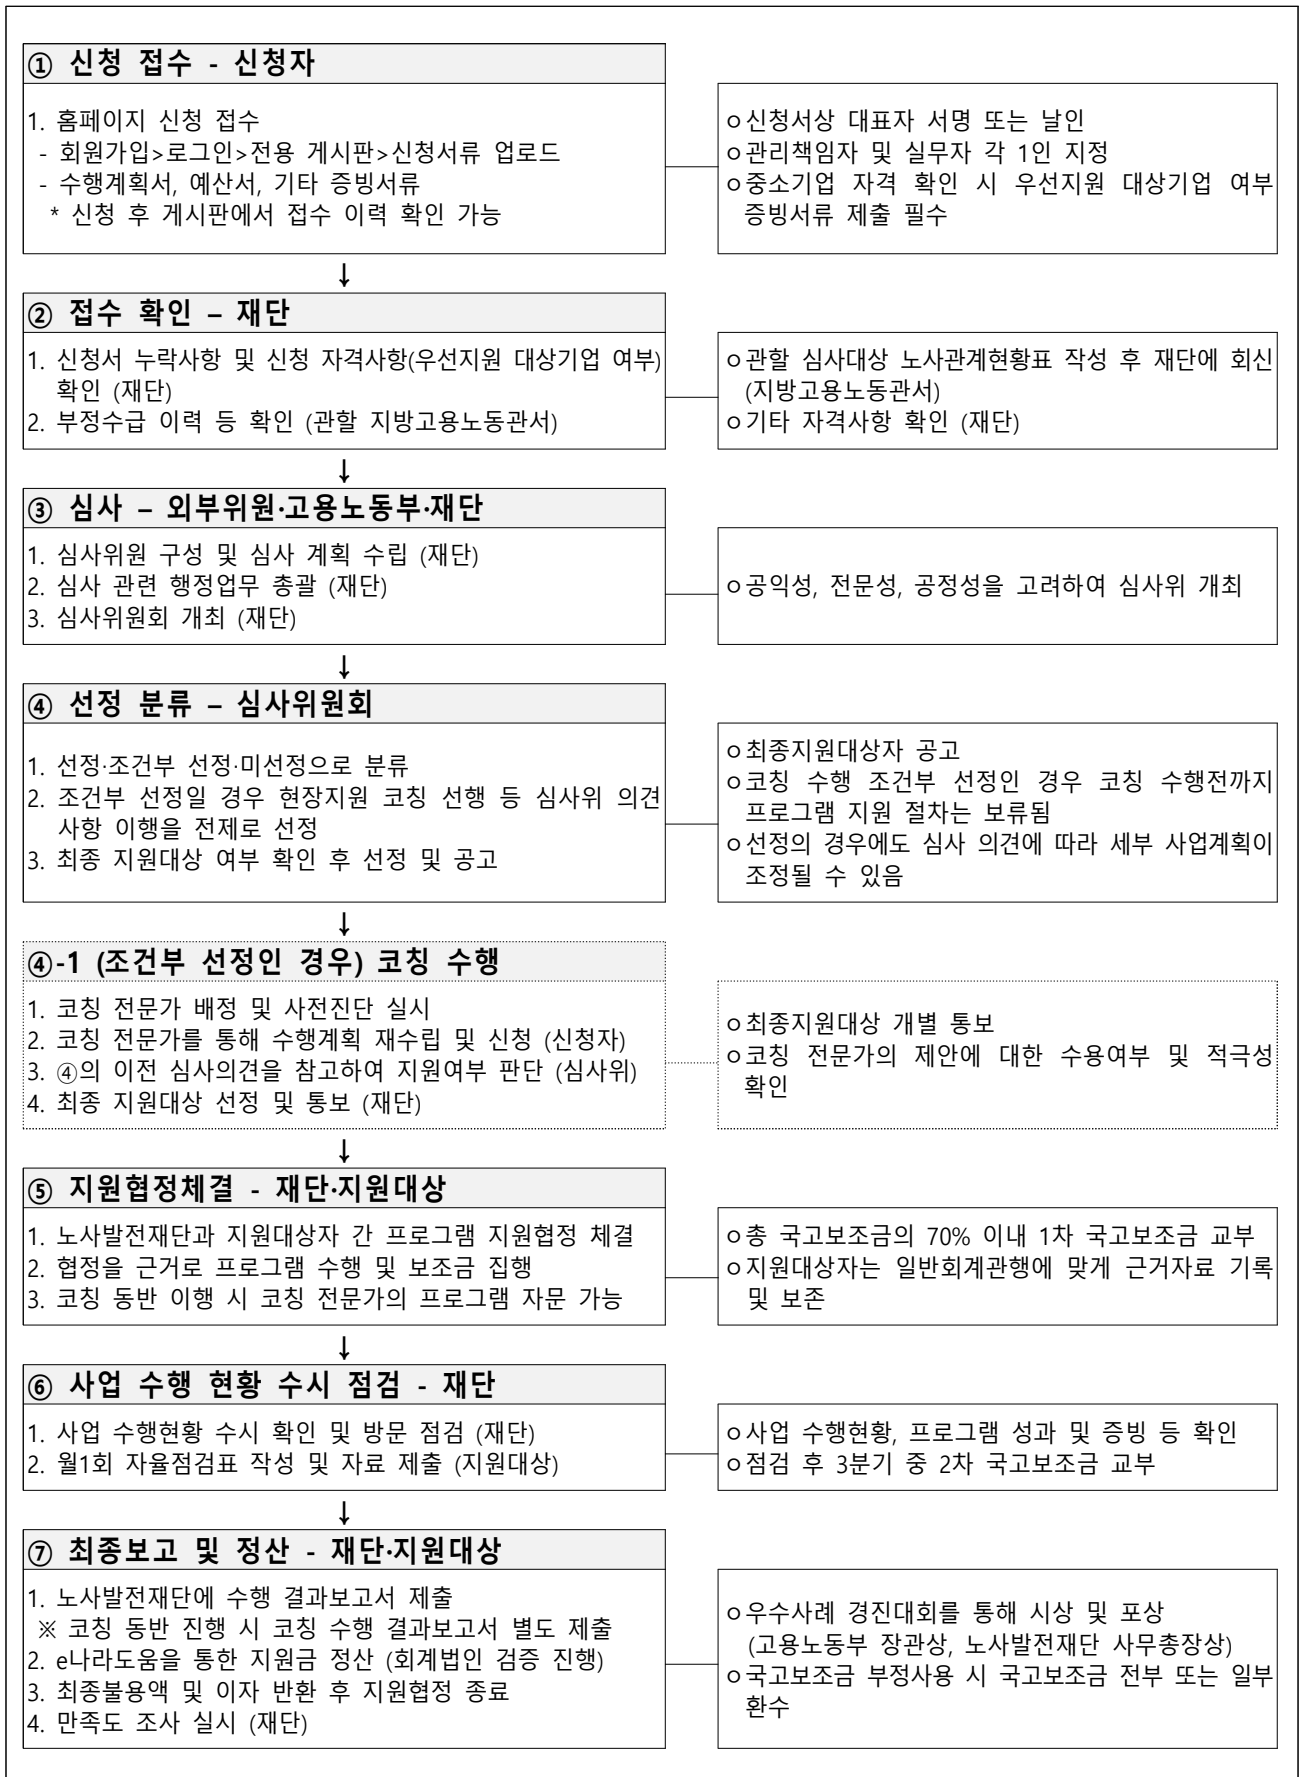 ① 신청 접수 - 신청자
1. 홈페이지 신청 접수
- 회원가입>로그인>전용 게시판>신청서류 업로드
- 수행계획서, 예산서, 기타 증빙서류
* 신청 후 게시판에서 접수 이력 확인 가능
ㅇ신청서상 대표자 서명 또는 날인
ㅇ관리책임자 및 실무자 각 1인 지정
ㅇ중소기업 자격 확인 시 우선지원 대상기업 여부
증빙서류 제출 필수
↓
② 접수 확인 – 재단
1. 신청서 누락사항 및 신청 자격사항(우선지원 대상기업 여부)
확인 (재단)
2. 부정수급 이력 등 확인 (관할 지방고용노동관서)
ㅇ관할 심사대상 노사관계현황표 작성 후 재단에 회신
(지방고용노동관서)
ㅇ기타 자격사항 확인 (재단)
↓
③ 심사 – 외부위원·고용노동부·재단
1. 심사위원 구성 및 심사 계획 수립 (재단)
2. 심사 관련 행정업무 총괄 (재단)
3. 심사위원회 개최 (재단)
ㅇ공익성, 전문성, 공정성을 고려하여 심사위 개최
↓
④ 선정 분류 – 심사위원회
1. 선정·조건부 선정·미선정으로 분류
2. 조건부 선정일 경우 현장지원 코칭 선행 등 심사위 의견
사항 이행을 전제로 선정
3. 최종 지원대상 여부 확인 후 선정 및 공고
ㅇ최종지원대상자 공고
ㅇ코칭 수행 조건부 선정인 경우 코칭 수행전까지
프로그램 지원 절차는 보류됨
ㅇ선정의 경우에도 심사 의견에 따라 세부 사업계획이
조정될 수 있음
↓
④-1 (조건부 선정인 경우) 코칭 수행
1. 코칭 전문가 배정 및 사전진단 실시
2. 코칭 전문가를 통해 수행계획 재수립 및 신청 (신청자)
3. ④의 이전 심사의견을 참고하여 지원여부 판단 (심사위)
4. 최종 지원대상 선정 및 통보 (재단)
ㅇ최종지원대상 개별 통보
ㅇ코칭 전문가의 제안에 대한 수용여부 및 적극성
확인
↓
⑤ 지원협정체결 - 재단·지원대상
1. 노사발전재단과 지원대상자 간 프로그램 지원협정 체결
2. 협정을 근거로 프로그램 수행 및 보조금 집행
3. 코칭 동반 이행 시 코칭 전문가의 프로그램 자문 가능
ㅇ총 국고보조금의 70% 이내 1차 국고보조금 교부
ㅇ지원대상자는 일반회계관행에 맞게 근거자료 기록
및 보존
↓
⑥ 사업 수행 현황 수시 점검 - 재단
1. 사업 수행현황 수시 확인 및 방문 점검 (재단)
2. 월1회 자율점검표 작성 및 자료 제출 (지원대상)
ㅇ사업 수행현황, 프로그램 성과 및 증빙 등 확인
ㅇ점검 후 3분기 중 2차 국고보조금 교부
↓
⑦ 최종보고 및 정산 - 재단·지원대상
1. 노사발전재단에 수행 결과보고서 제출
※ 코칭 동반 진행 시 코칭 수행 결과보고서 별도 제출
2. e나라도움을 통한 지원금 정산 (회계법인 검증 진행)
3. 최종불용액 및 이자 반환 후 지원협정 종료
4. 만족도 조사 실시 (재단)
ㅇ우수사례 경진대회를 통해 시상 및 포상
(고용노동부 장관상, 노사발전재단 사무총장상)
ㅇ국고보조금 부정사용 시 국고보조금 전부 또는 일부
환수